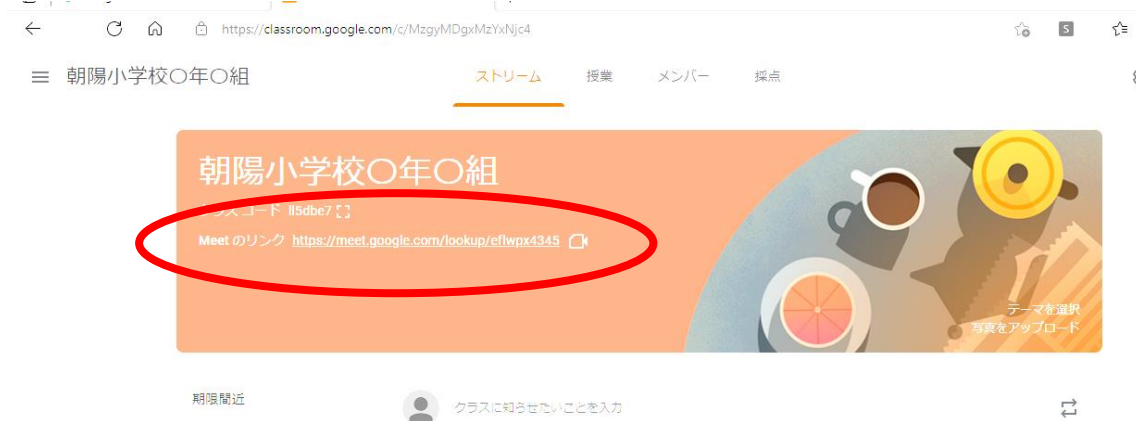 https://classroom.google.com/c/MzgyMDgxMzYxNjc4
S
朝陽小学校〇年〇組
ストリーム 授業 メンバー 採点
朝陽小学校〇年〇組
クラスコード ll5dbe7
Meet のリンク https://meet.google.com/lookup/eflwpx4345
テーマを選択
写真をアップロード
期限間近
クラスに知らせたいことを入力